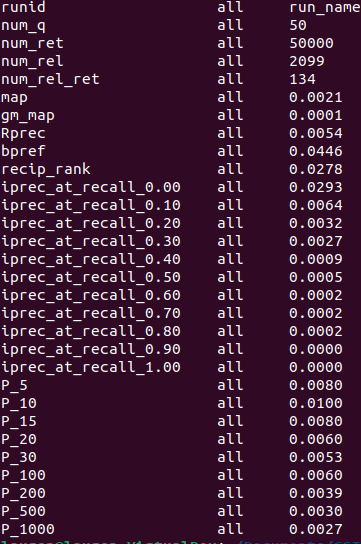 runid all run_name
num_q all 50
num_ret all 50000
num_rel all 2099
num_rel_ret all 134
map all 0.0021
gm_map all 0.0001
Rprec all 0.0054
bpref all 0.0446
recip_rank all 0.0278
iprec_at_recall_0.00 all 0.0293
iprec_at_recall_0.10 all 0.0064
iprec_at_recall_0.20 all 0.0032
iprec_at_recall_0.30 all 0.0027
iprec_at_recall_0.40 all 0.0009
iprec_at_recall_0.50 all 0.0005
iprec_at_recall_0.60 all 0.0002
iprec_at_recall_0.70 all 0.0002
iprec_at_recall_0.80 all 0.0002
iprec_at_recall_0.90 all 0.0000
iprec_at_recall_1.00 all 0.0000
P_5 all 0.0080
P_10 all 0.0100
P_15 all 0.0080
P_20 all 0.0060
P_30 all 0.0053
P_100 all 0.0060
P_200 all 0.0039
P_500 all 0.0030
P_1000 all 0.0027